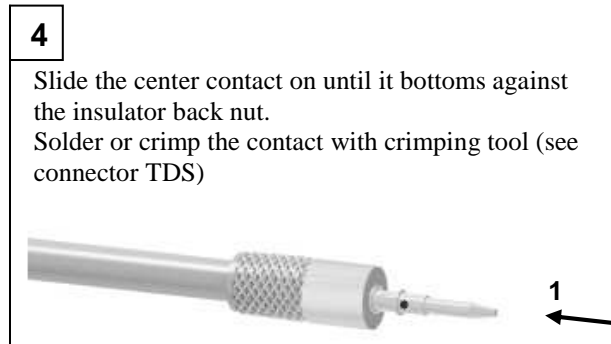 4
Slide the center contact on until it bottoms against
the insulator back nut.
Solder or crimp the contact with crimping tool (see
connector TDS)
1